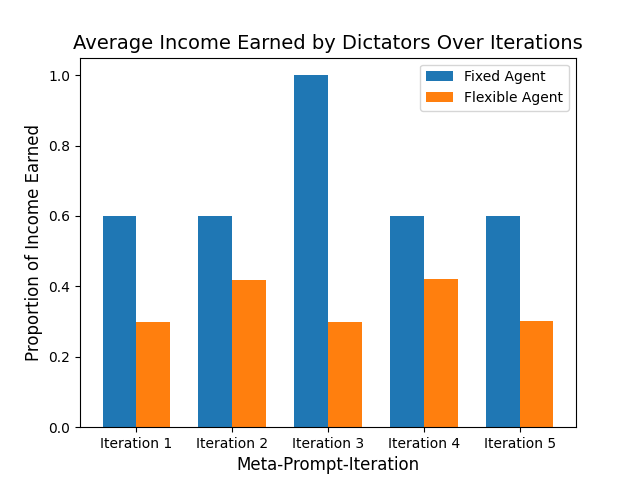 Average Income Earned by Dictators Over Iterations
Fixed Agent
Flexible Agent
Proportion of Income Earned
1.0
0.8
0.6
0.4
0.2
0.0
Iteration 1 Iteration 2 Iteration 3 Iteration 4 Iteration 5
Meta-Prompt-Iteration